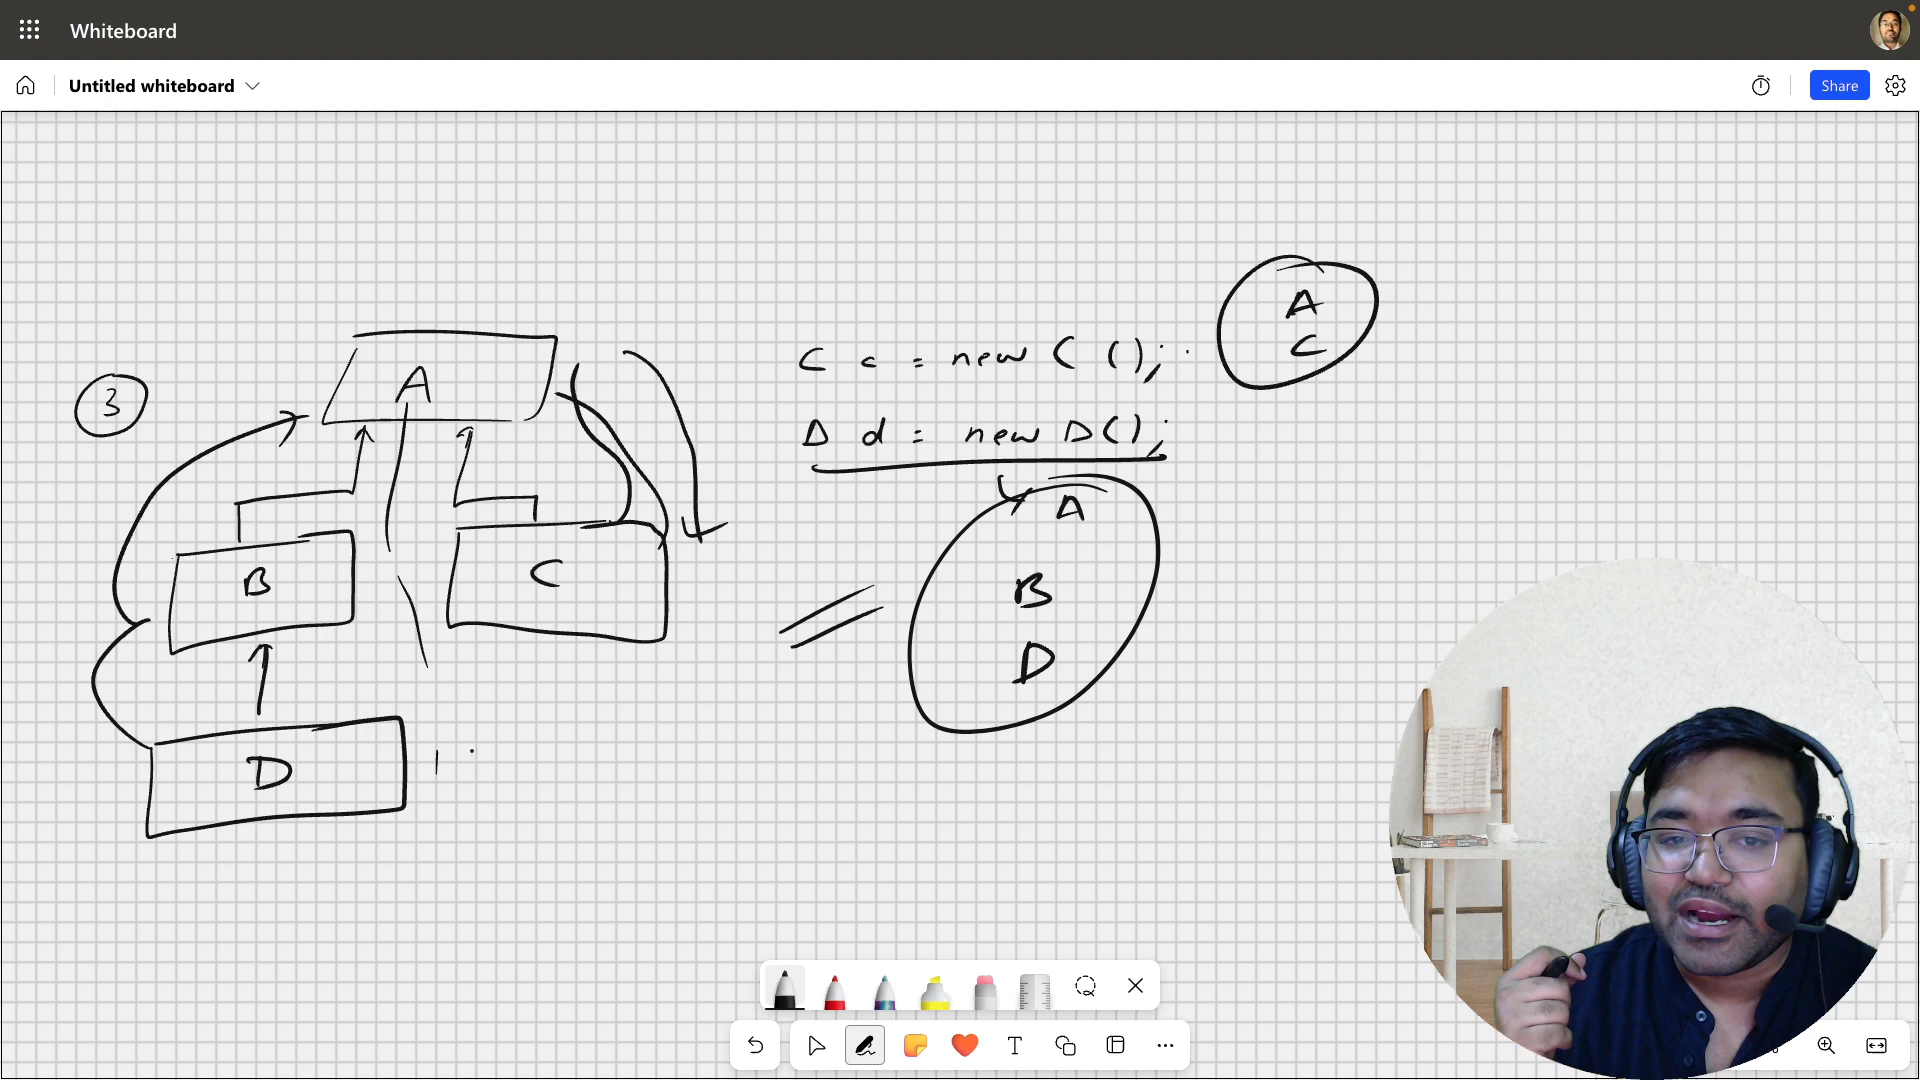 Whiteboard
Untitled whiteboard
Share
3
A
B
C
D
C c = new C ();
D d = new D();
A
C
A
B
D